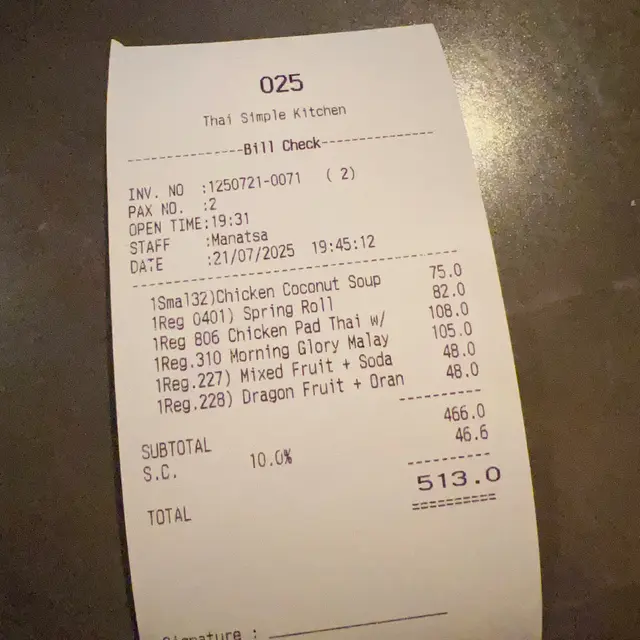 025
Thai Simple Kitchen
Bill Check
INV. NO :1250721-0071 ( 2)
PAX NO. :2
OPEN TIME:19:31
STAFF :Manatsa
DATE :21/07/2025 19:45:12
1Smal32)Chicken Coconut Soup 75.0
1Reg 0401) Spring Roll 82.0
1Reg 806 Chicken Pad Thai w/ 108.0
1Reg.310 Morning Glory Malay 105.0
1Reg.227) Mixed Fruit + Soda 48.0
1Reg.228) Dragon Fruit + Oran 48.0
SUBTOTAL 466.0
S.C. 10.0% 46.6
TOTAL 513.0
Signature :